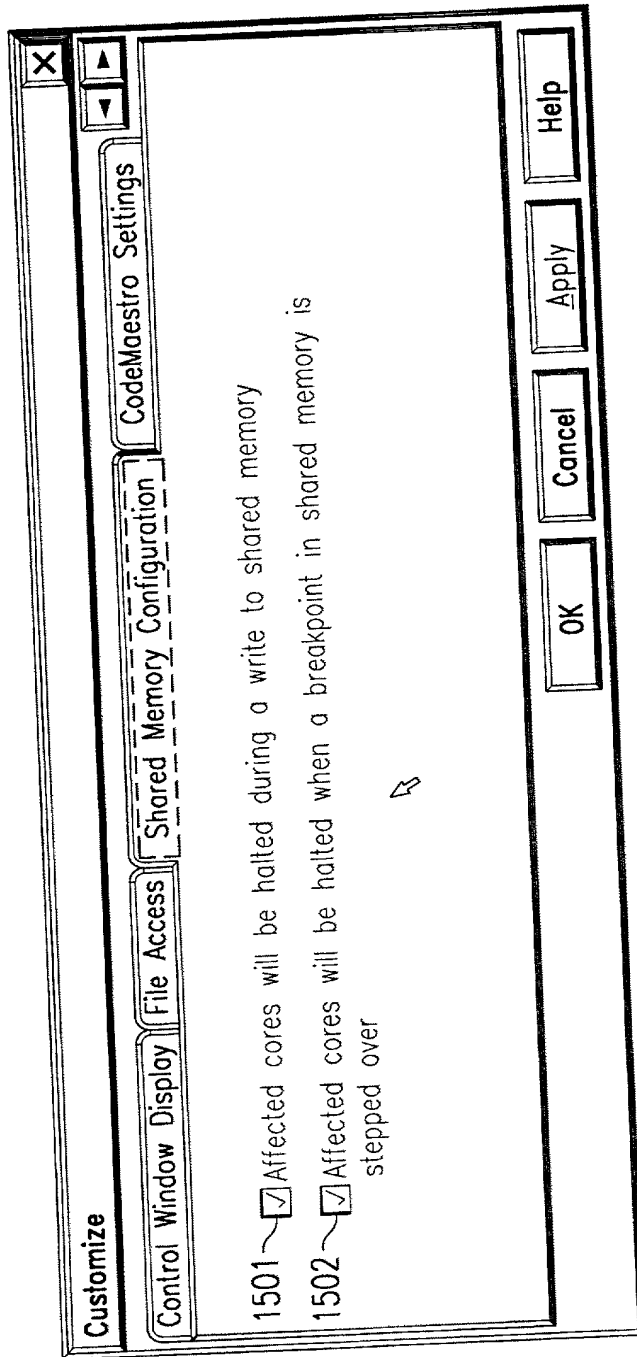 Customize
Control Window Display
File Access
Shared Memory Configuration
CodeMaestro Settings
1501
Affected cores will be halted during a write to shared memory
1502
Affected cores will be halted when a breakpoint in shared memory is
stepped over
OK
Cancel
Apply
Help